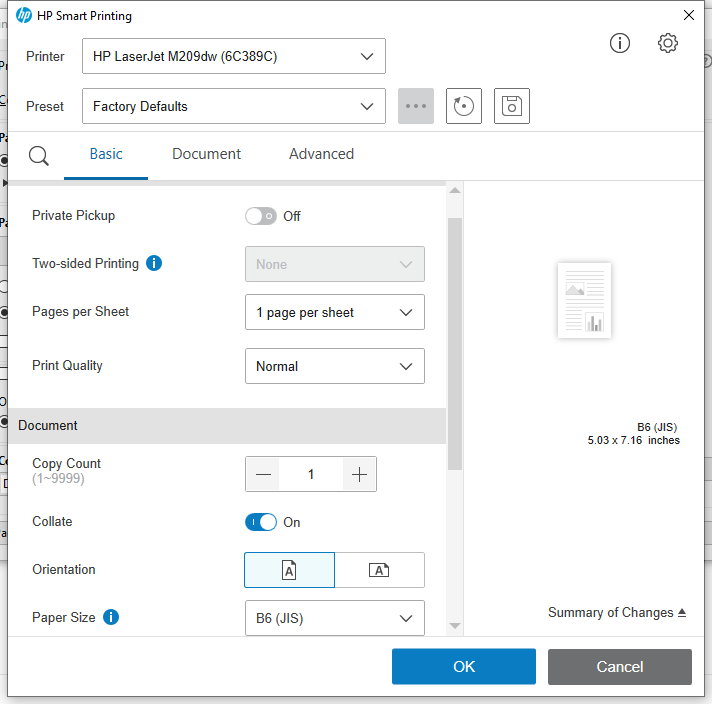 HP Smart Printing
Printer
HP LaserJet M209dw (6C389C)
Preset
Factory Defaults
Basic
Document
Advanced
Private Pickup
Off
Two-sided Printing
None
Pages per Sheet
1 page per sheet
Print Quality
Normal
Document
Copy Count
(1~9999)
1
Collate
On
Orientation
A
A
Paper Size
B6 (JIS)
B6 (JIS)
5.03 x 7.16 inches
Summary of Changes
OK
Cancel